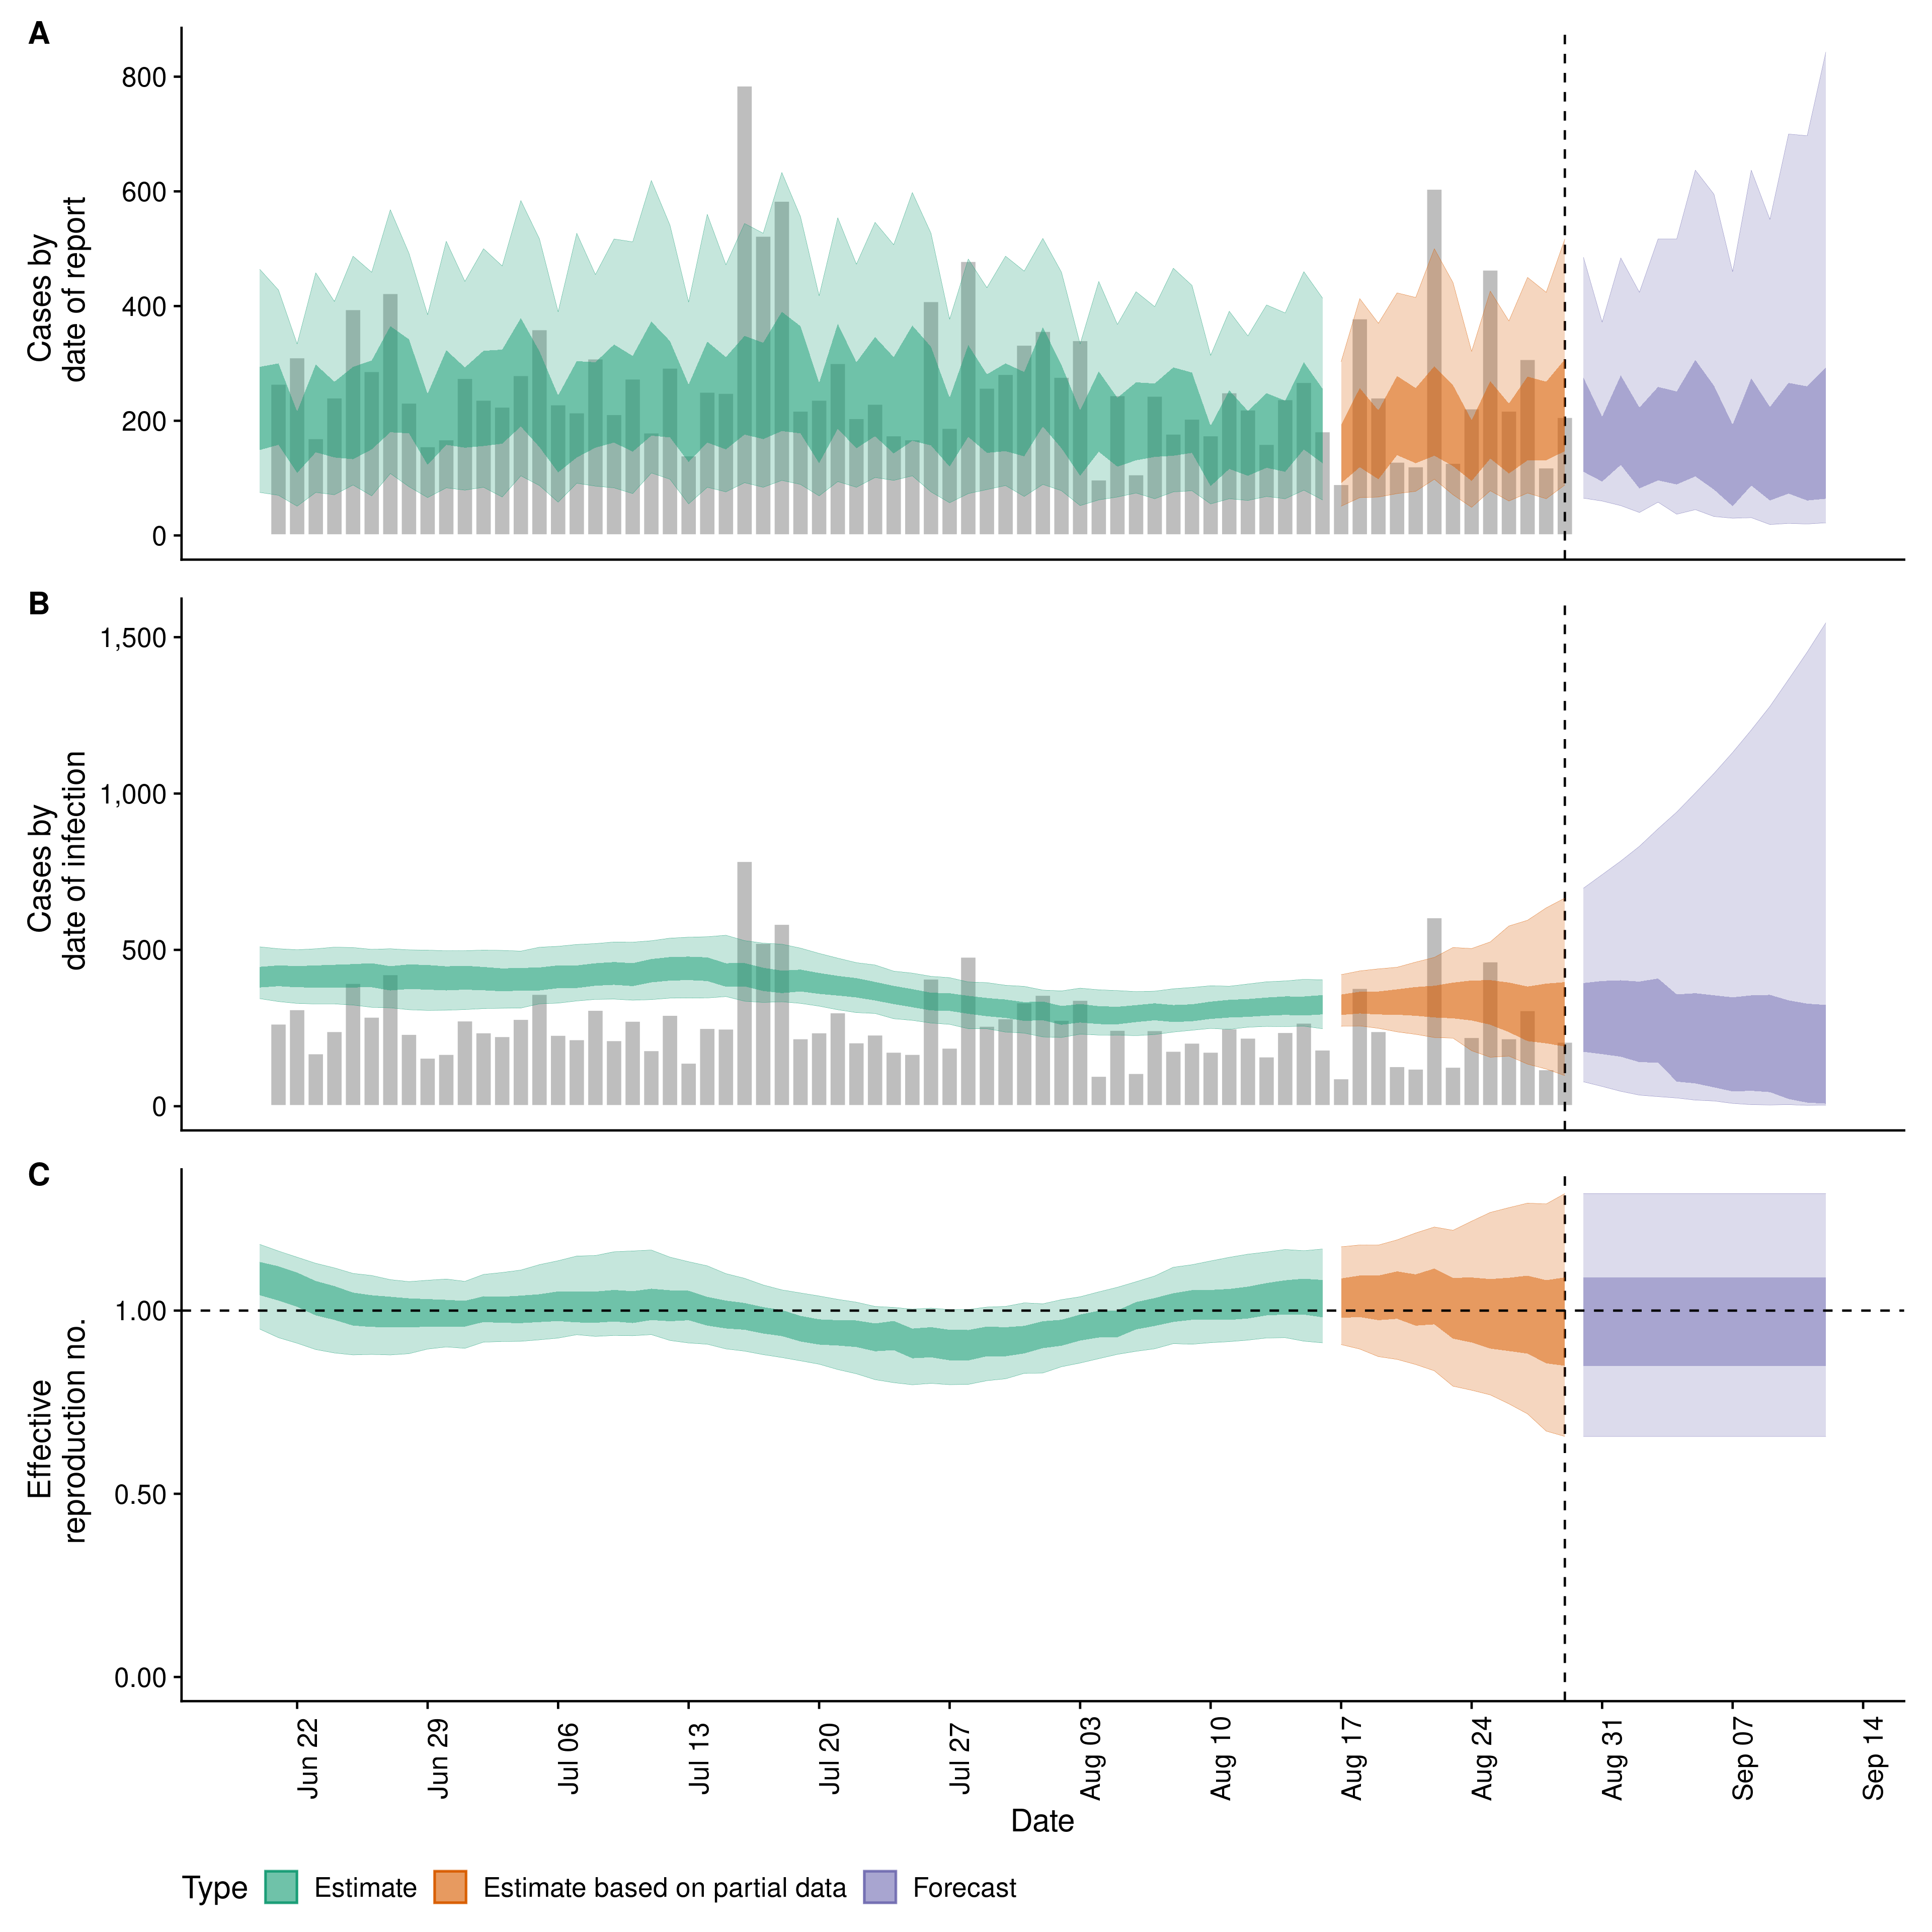 A
800
600
400
200
0
Cases by
date of report
B
1,500
1,000
500
0
Cases by
date of infection
C
1.00
0.50
0.00
Effective
reproduction no.
Jun 22
Jun 29
Jul 06
Jul 13
Jul 20
Jul 27
Aug 03
Aug 10
Aug 17
Aug 24
Aug 31
Sep 07
Sep 14
Date
Type Estimate Estimate based on partial data Forecast